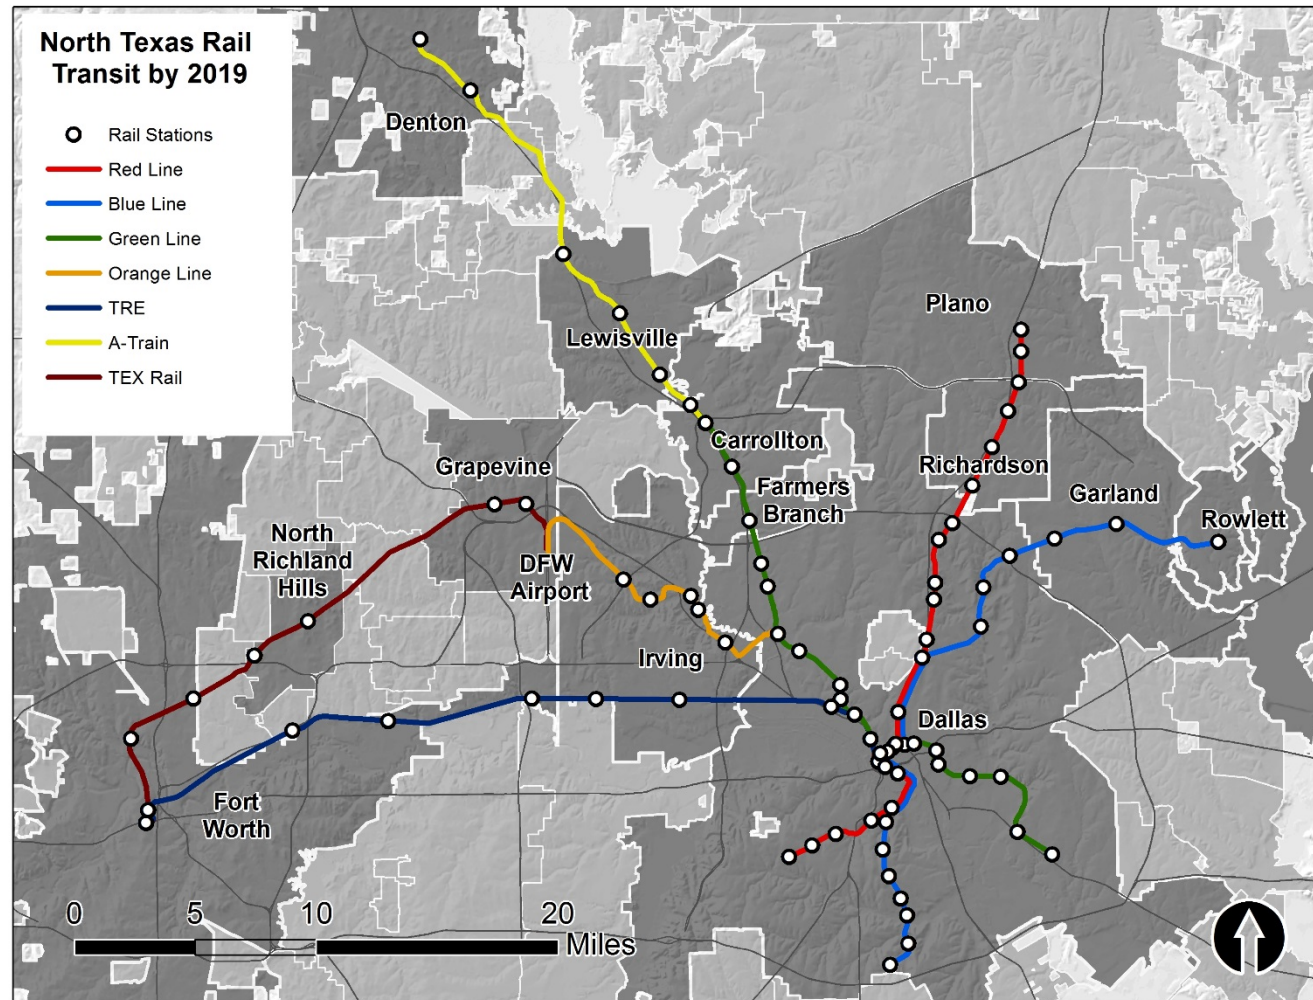 North Texas Rail
Transit by 2019
Rail Stations
Red Line
Blue Line
Green Line
Orange Line
TRE
A-Train
TEX Rail
Denton
Plano
Lewisville
Carrollton
Grapevine
Richardson
Farmers
Branch
Garland
Rowlett
North
Richland
Hills
DFW
Airport
Irving
Dallas
Fort
Worth
0 5 10 20
Miles